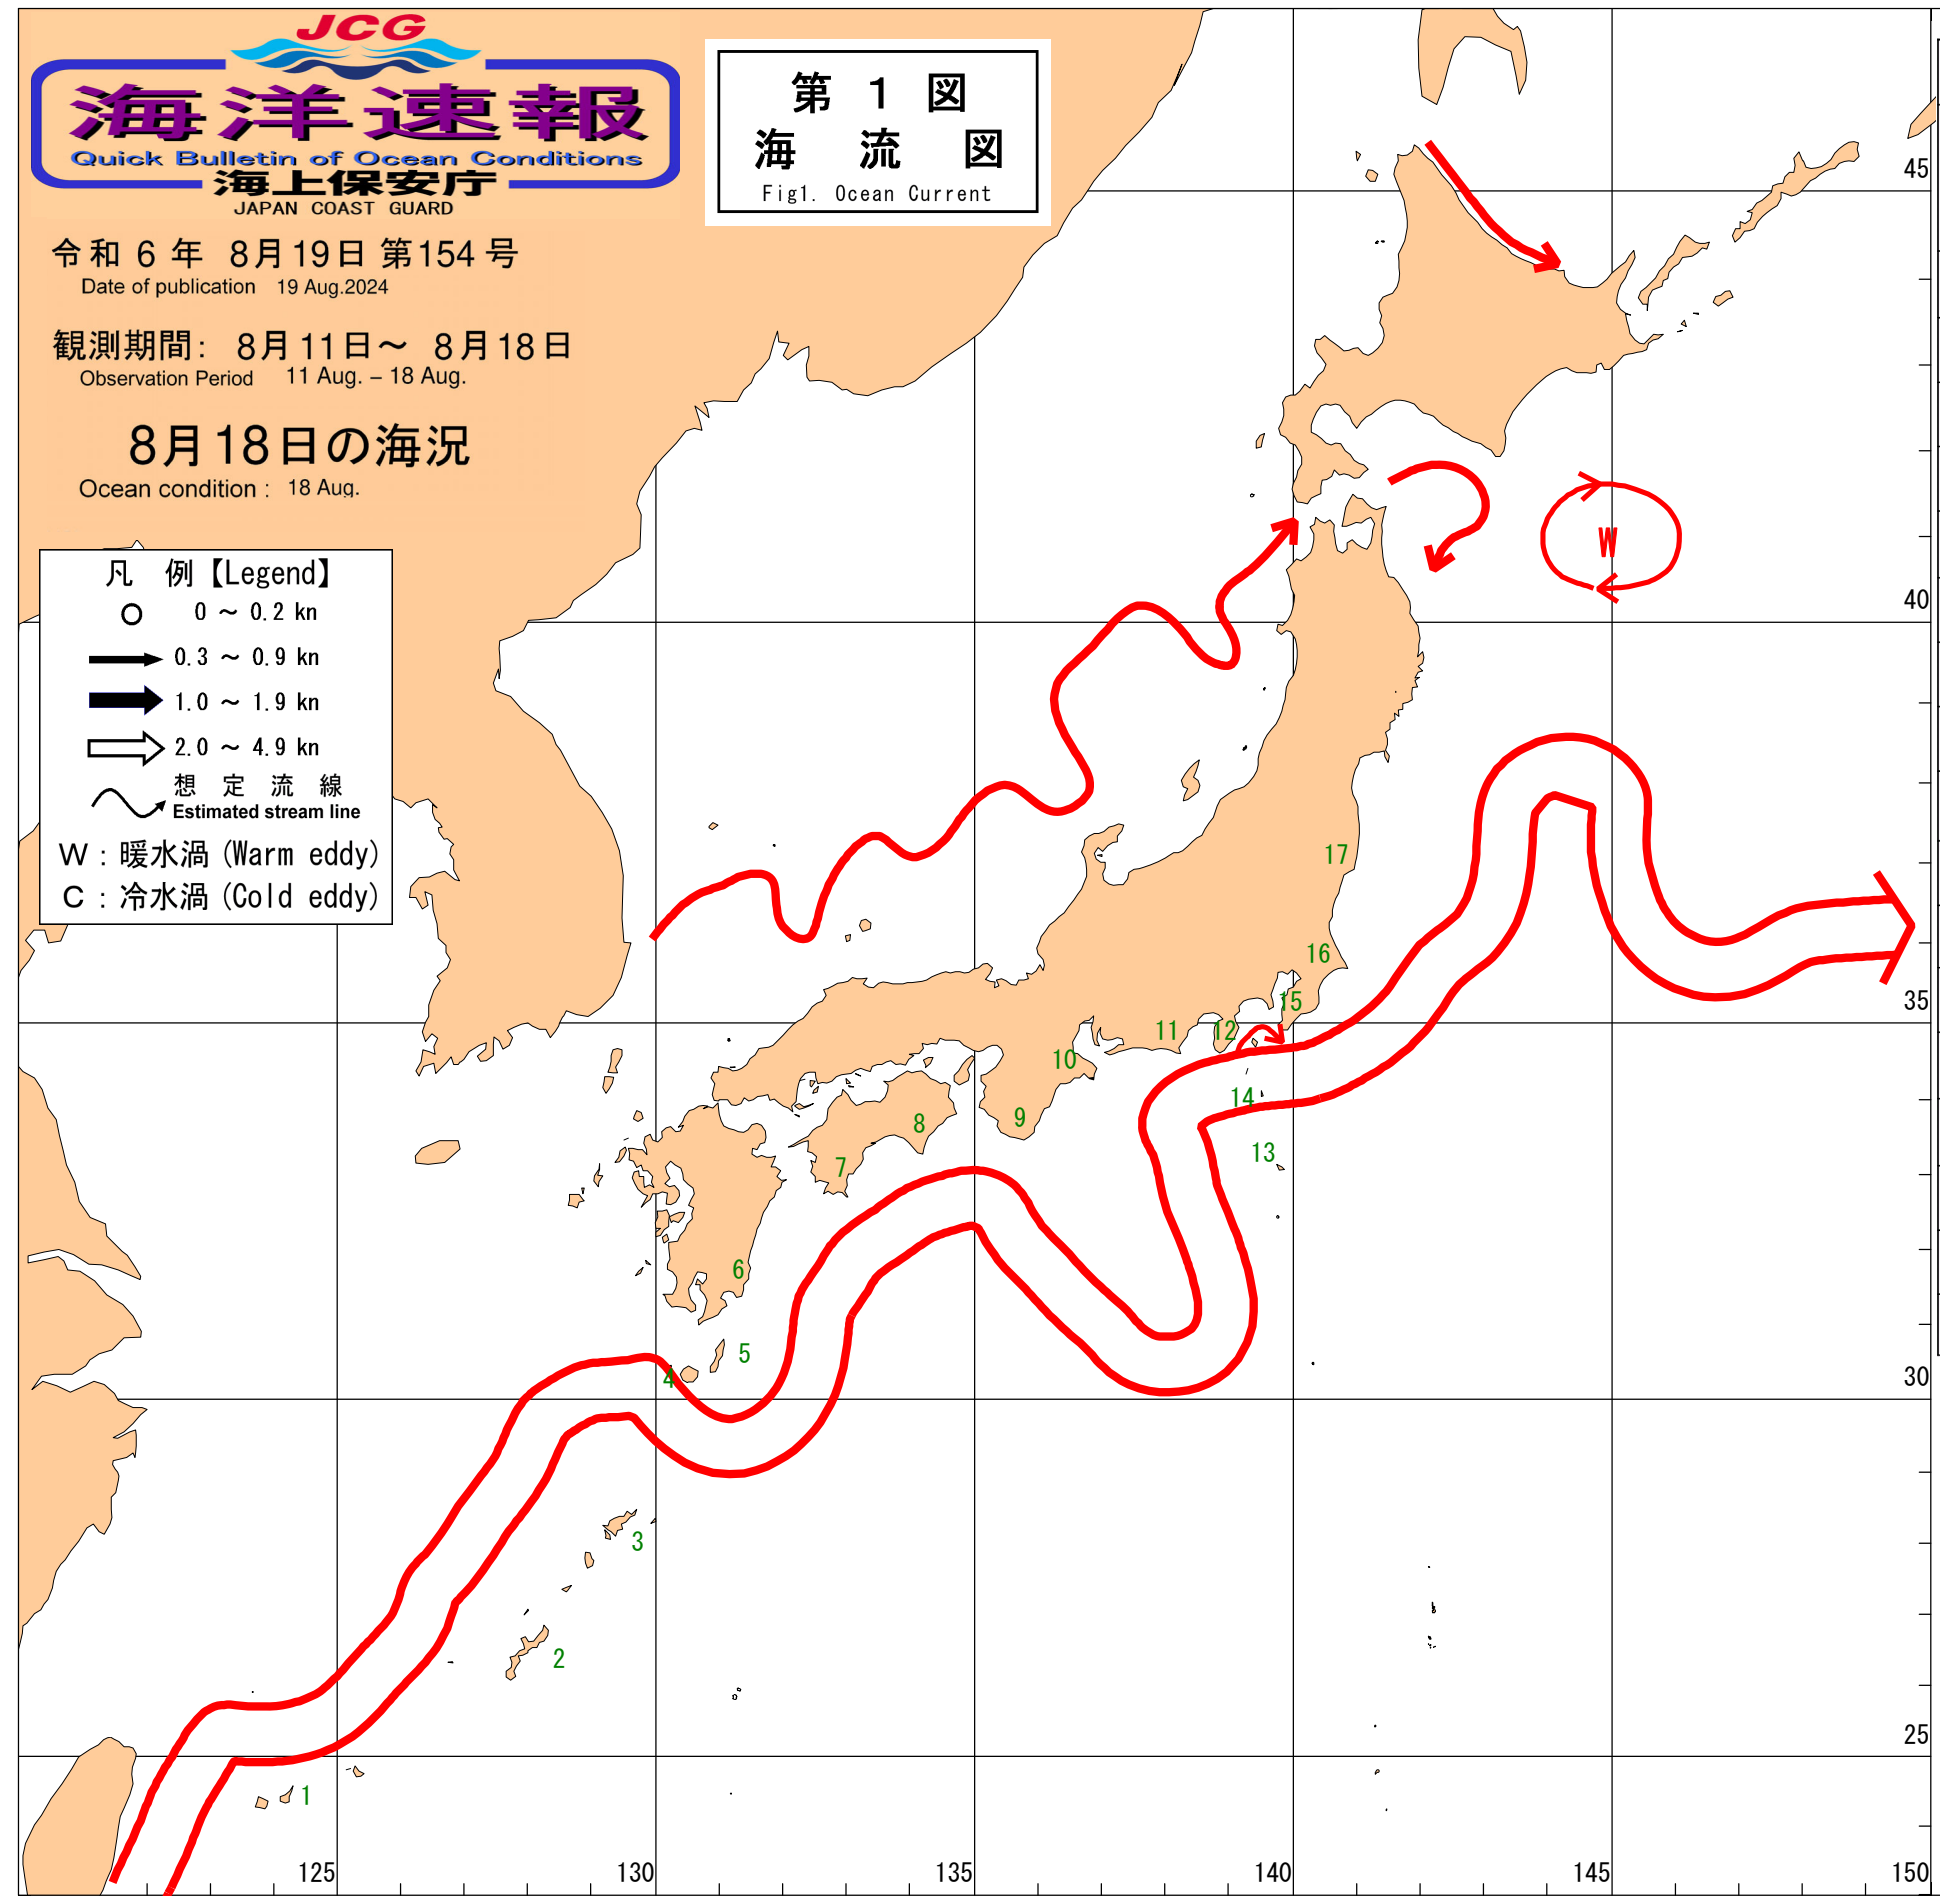 JCG
海洋速報
Quick Bulletin of Ocean Conditions
海上保安庁
JAPAN COAST GUARD
第 1 図
海 流 図
Fig1. Ocean Current
令和 6 年 8月19日 第154 号
Date of publication 19 Aug.2024
観測期間: 8月11日～ 8月18日
Observation Period 11 Aug. – 18 Aug.
8月18日の海況
Ocean condition : 18 Aug.
凡 例【Legend】
0 ～ 0.2 kn
0.3 ～ 0.9 kn
1.0 ～ 1.9 kn
2.0 ～ 4.9 kn
想 定 流 線
Estimated stream line
W : 暖水渦 (Warm eddy)
C : 冷水渦 (Cold eddy)
45
W
40
17
16
35
15
12
11
10
14
9
8
13
7
6
5
4
30
3
2
25
1
125
130
135
140
145
150